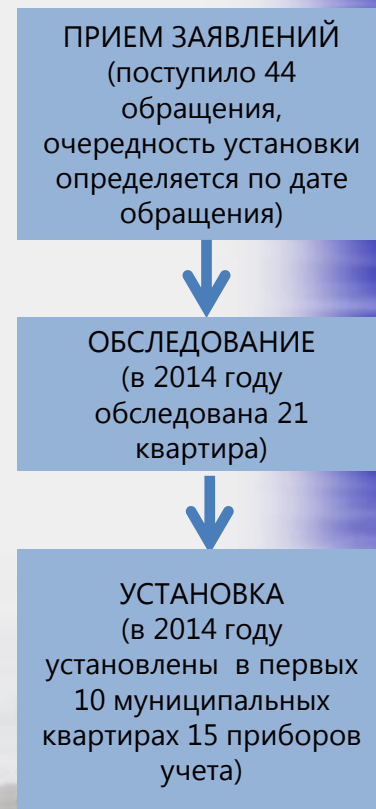 ПРИЕМ ЗАЯВЛЕНИЙ
(поступило 44
обращения,
очередность установки
определяется по дате
обращения)
ОБСЛЕДОВАНИЕ
(в 2014 году
обследована 21
квартира)
УСТАНОВКА
(в 2014 году
установлены в первых
10 муниципальных
квартирах 15 приборов
учета)